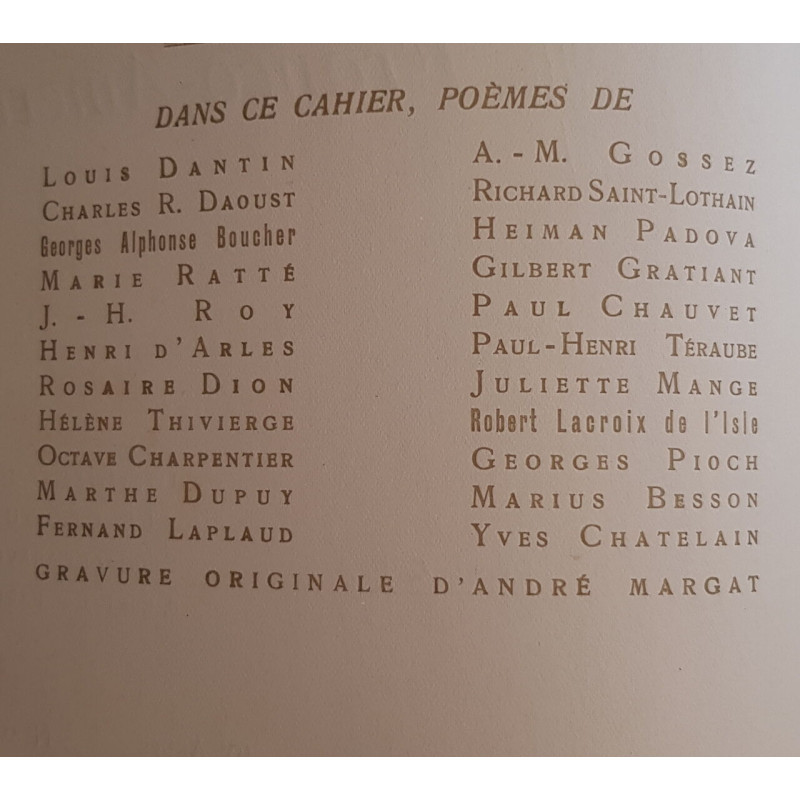 DANS CE CAHIER, POÈMES DE
LOUIS DANTIN
CHARLES R. DAOUST
Georges Alphonse Boucher
MARIE RATTÉ
J. - H. ROY
HENRI D'ARLES
ROSAIRE DION
HÉLÈNE THIVIERGE
OCTAVE CHARPENTIER
MARTHE DUPUY
FERNAND LAPLAUD
A. - M. GOSSEZ
RICHARD SAINT-LOTHAIN
HEIMAN PADOVA
GILBERT GRATIANT
PAUL CHAUVET
PAUL-HENRI TÉRAUBE
JULIETTE MANGE
Robert Lacroix de l'Isle
GEORGES PIOCH
MARIUS BESSON
YVES CHATELAIN
GRAVURE ORIGINALE D'ANDRÉ MARGAT